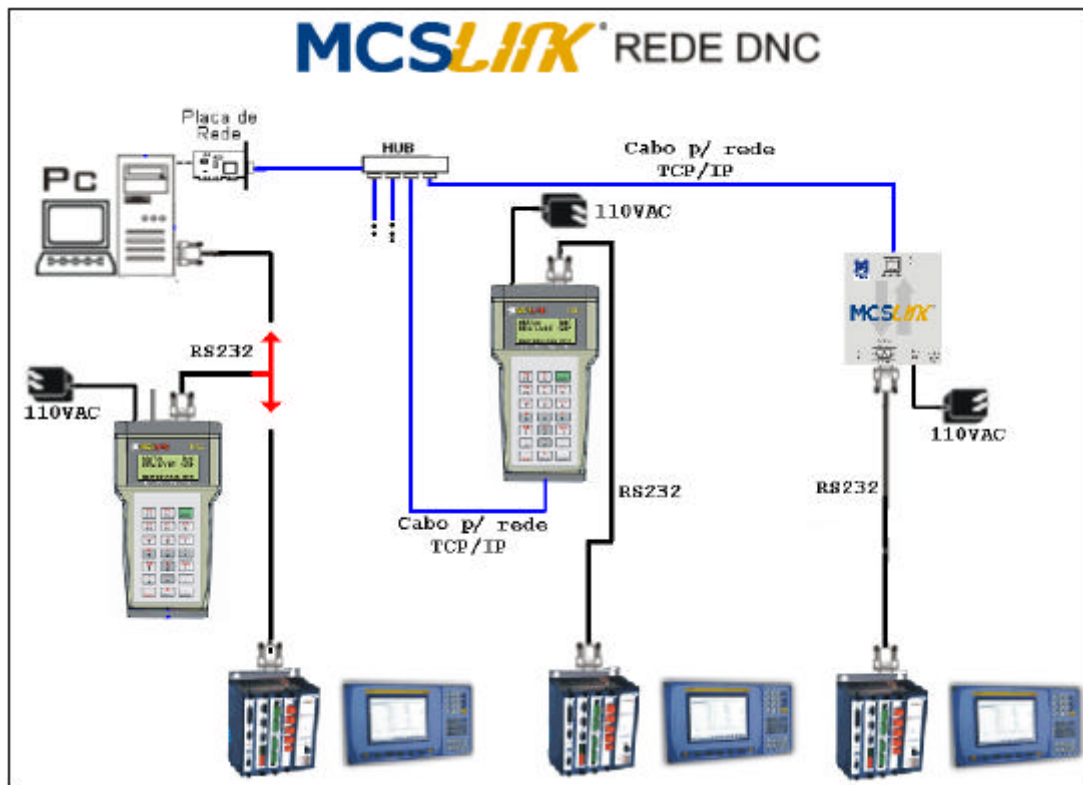 MCSLINK® REDE DNC
Placa de
Rede
HUB
Cabo p/ rede
TCP/IP
Pc
110VAC
RS232
110VAC
MCSLINK
110VAC
RS232
RS232
Cabo p/ rede
TCP/IP